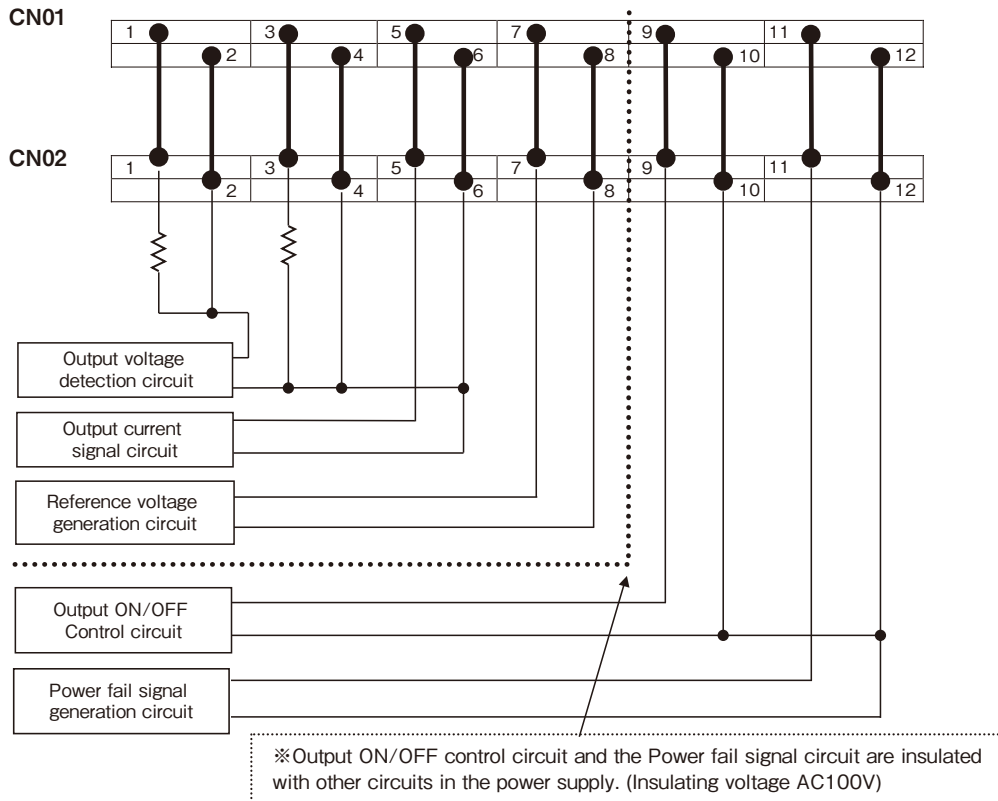 CN01
1 3 5 7 9 11
2 4 6 8 10 12
CN02
1 3 5 7 9 11
2 4 6 8 10 12
Output voltage
detection circuit
Output current
signal circuit
Reference voltage
generation circuit
Output ON/OFF
Control circuit
Power fail signal
generation circuit
※Output ON/OFF control circuit and the Power fail signal circuit are insulated
with other circuits in the power supply. (Insulating voltage AC100V)